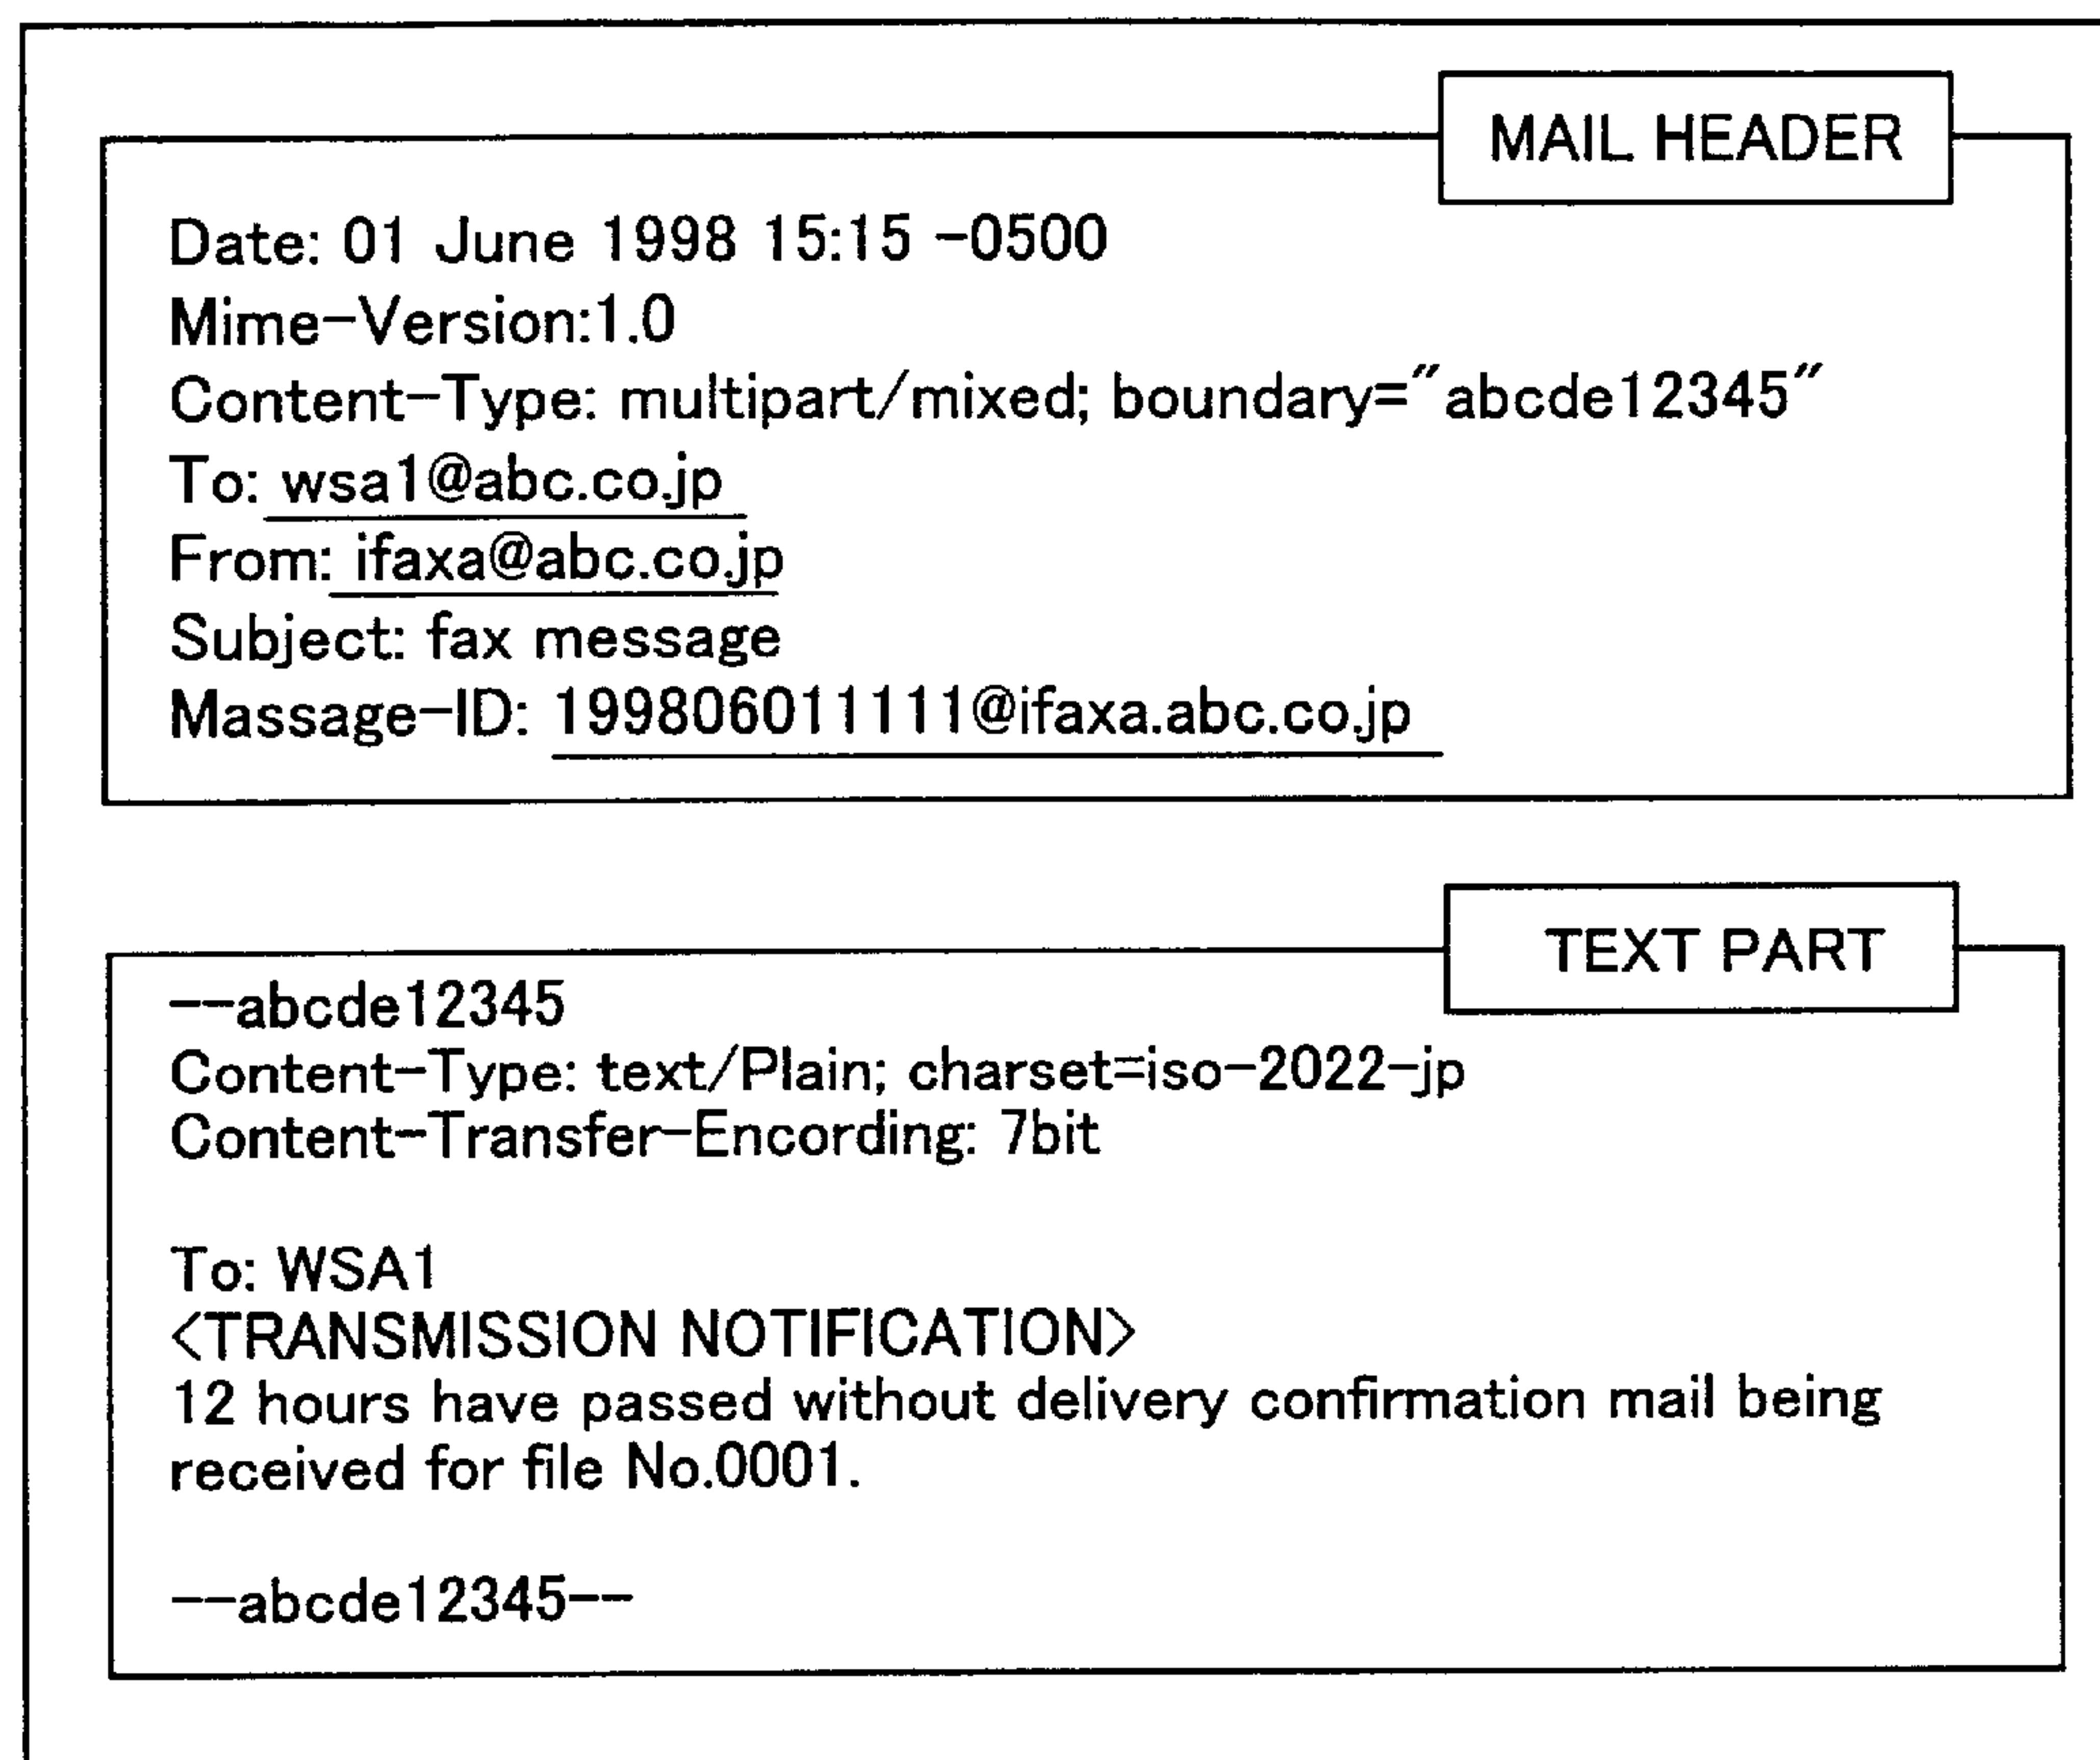 MAIL HEADER
Date: 01 June 1998 15:15 -0500
Mime-Version:1.0
Content-Type: multipart/mixed; boundary="abcde12345"
To: wsa1@abc.co.jp
From: ifaxa@abc.co.jp
Subject: fax message
Massage-ID: 199806011111@ifaxa.abc.co.jp
TEXT PART
--abcde12345
Content-Type: text/Plain; charset=iso-2022-jp
Content-Transfer-Encording: 7bit
To: WSA1
<TRANSMISSION NOTIFICATION>
12 hours have passed without delivery confirmation mail being
received for file No.0001.
--abcde12345--